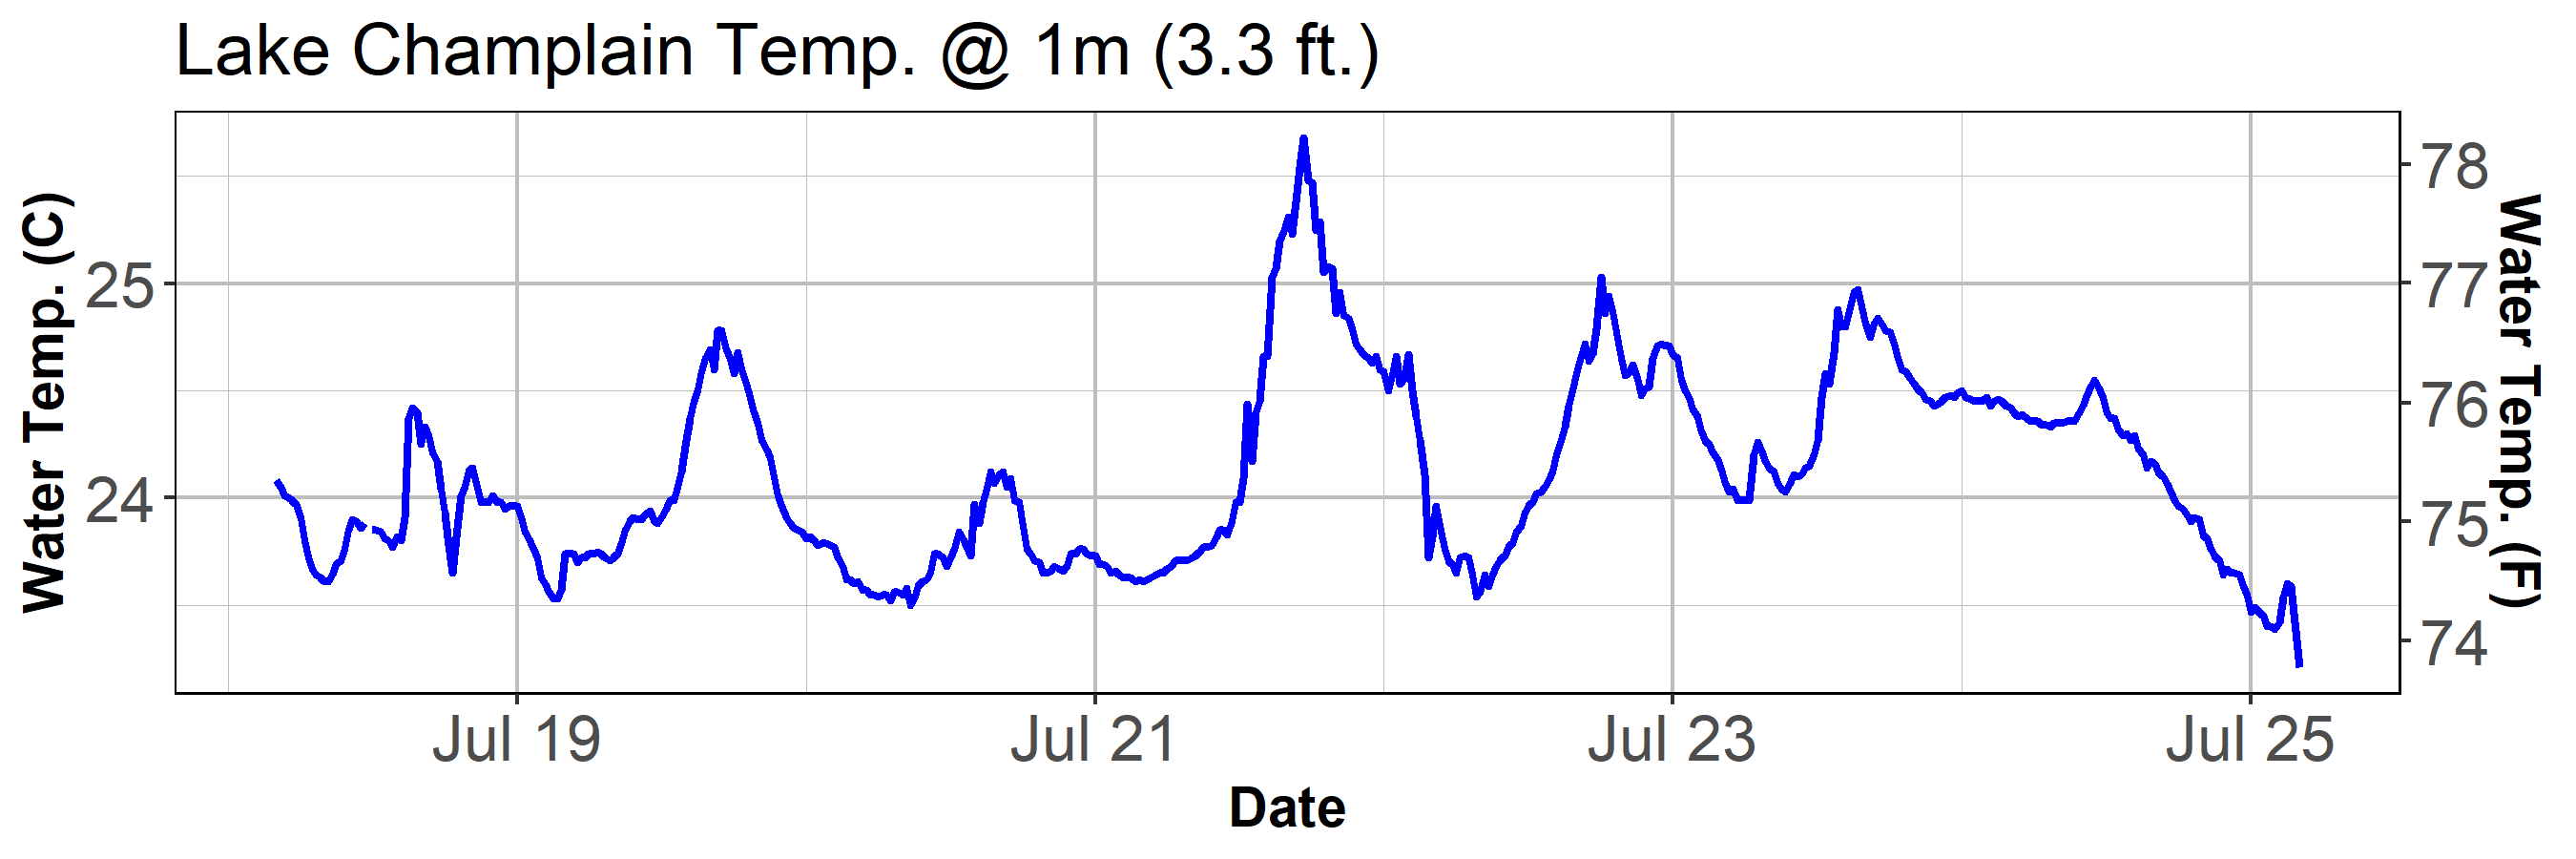 Lake Champlain Temp. @ 1m (3.3 ft.)
Water Temp. (C)
25
24
78
77
76
75
74
Water Temp. (F)
Jul 19
Jul 21
Jul 23
Jul 25
Date